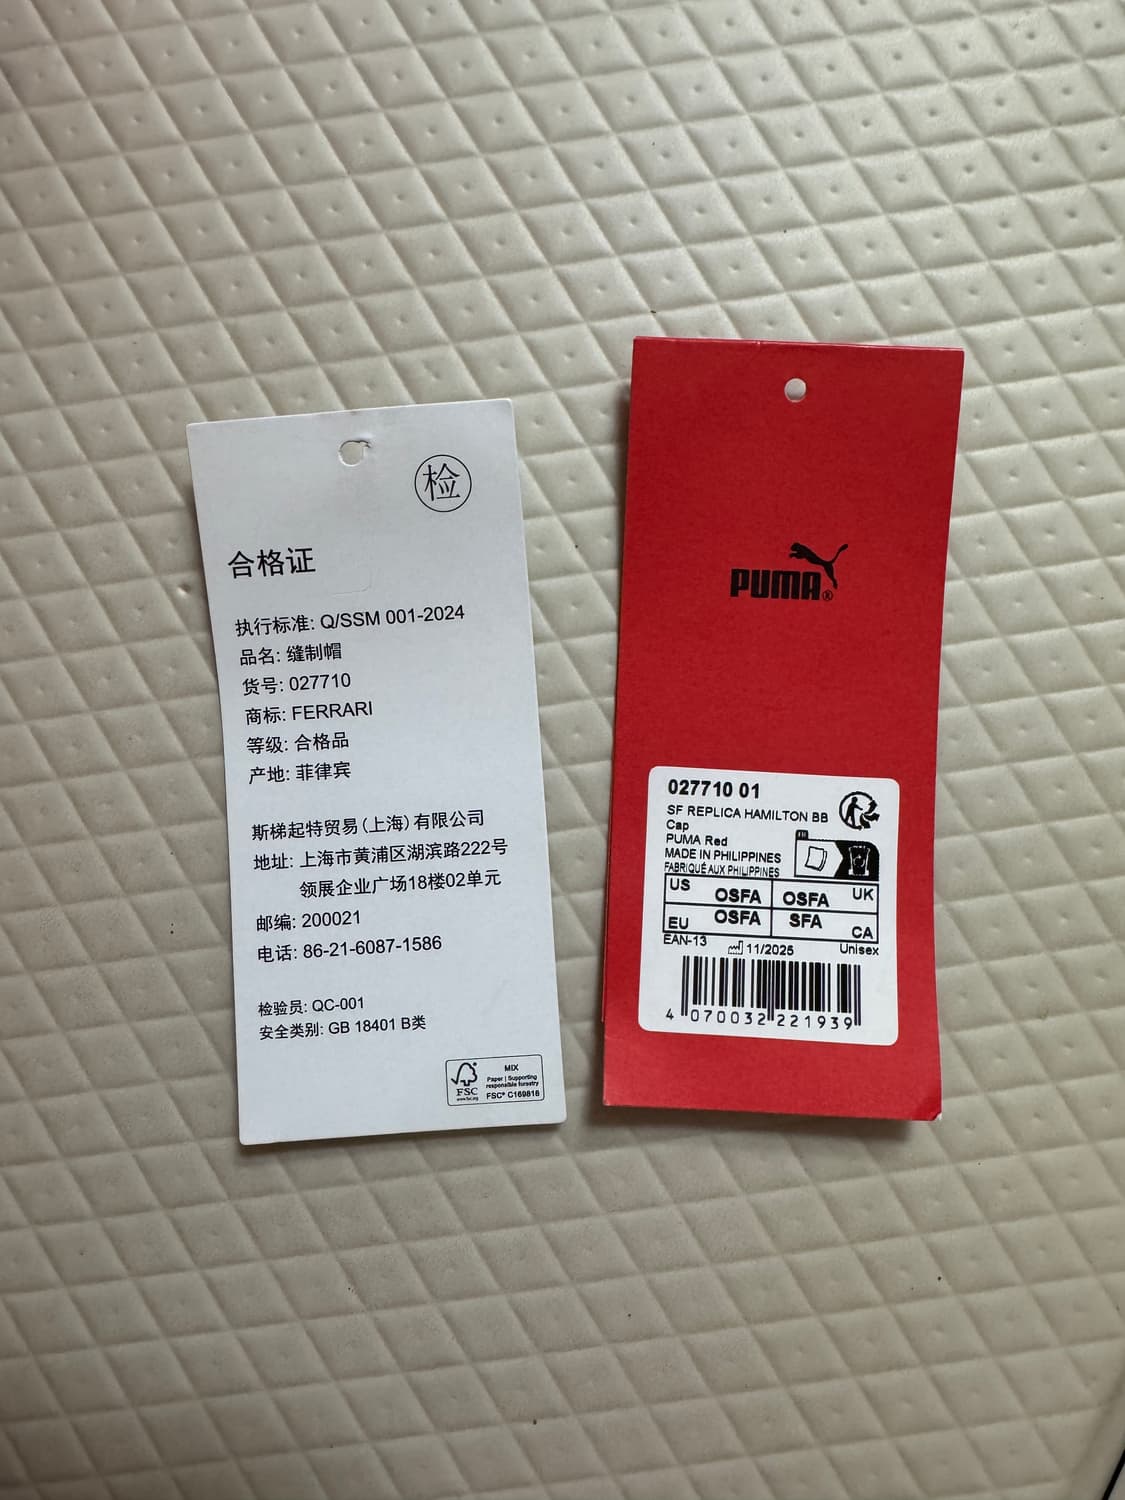 检
合格证
执行标准: Q/SSM 001-2024
品名: 缝制帽
货号: 027710
商标: FERRARI
等级: 合格品
产地: 菲律宾
斯梯起特贸易(上海)有限公司
地址: 上海市黄浦区湖滨路222号
领展企业广场18楼02单元
邮编: 200021
电话: 86-21-6087-1586
检验员: QC-001
安全类别: GB 18401 B类
FSC
www.fsc.org
MIX
Paper | Supporting
responsible forestry
FSC® C169818
PUMA®
027710 01
SF REPLICA HAMILTON BB
Cap
PUMA Red
MADE IN PHILIPPINES
FABRIQUÉ AUX PHILIPPINES
US OSFA OSFA UK
EU OSFA SFA CA
EAN-13 11/2025 Unisex
4 070032 221939